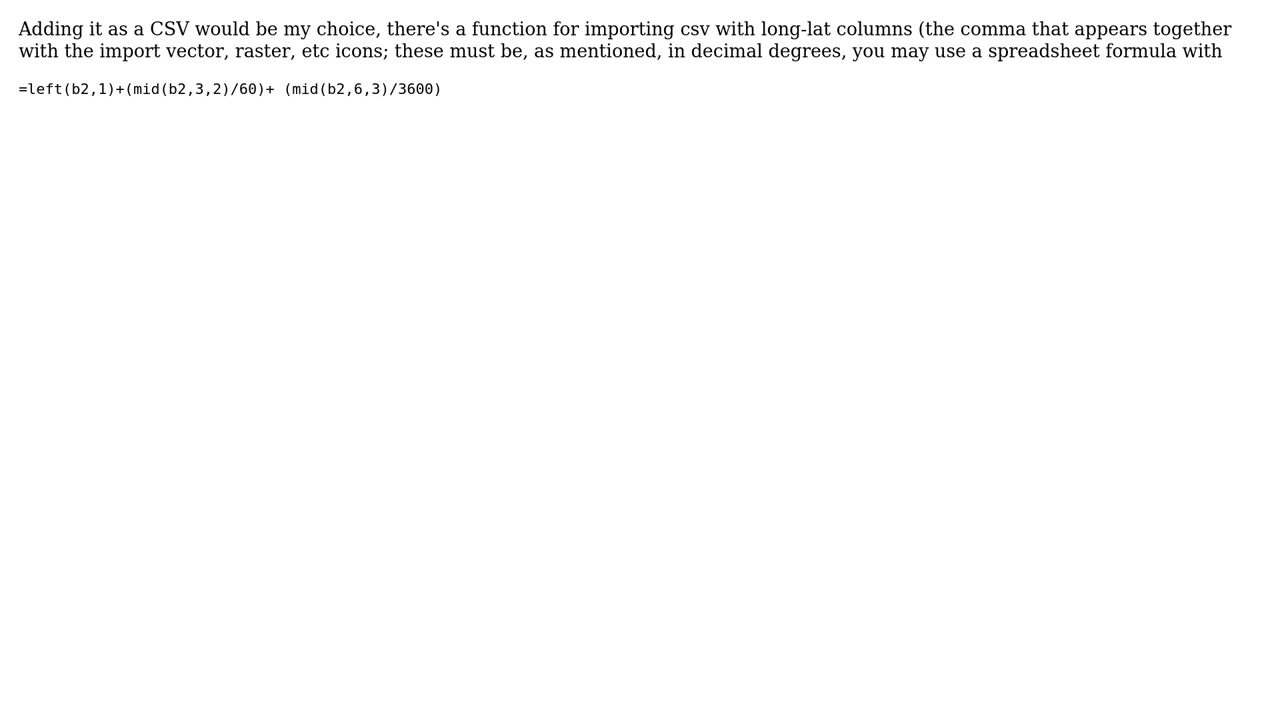 Adding it as a CSV would be my choice, there's a function for importing csv with long-lat columns (the comma that appears together
with the import vector, raster, etc icons; these must be, as mentioned, in decimal degrees, you may use a spreadsheet formula with
=left(b2,1)+(mid(b2,3,2)/60)+ (mid(b2,6,3)/3600)